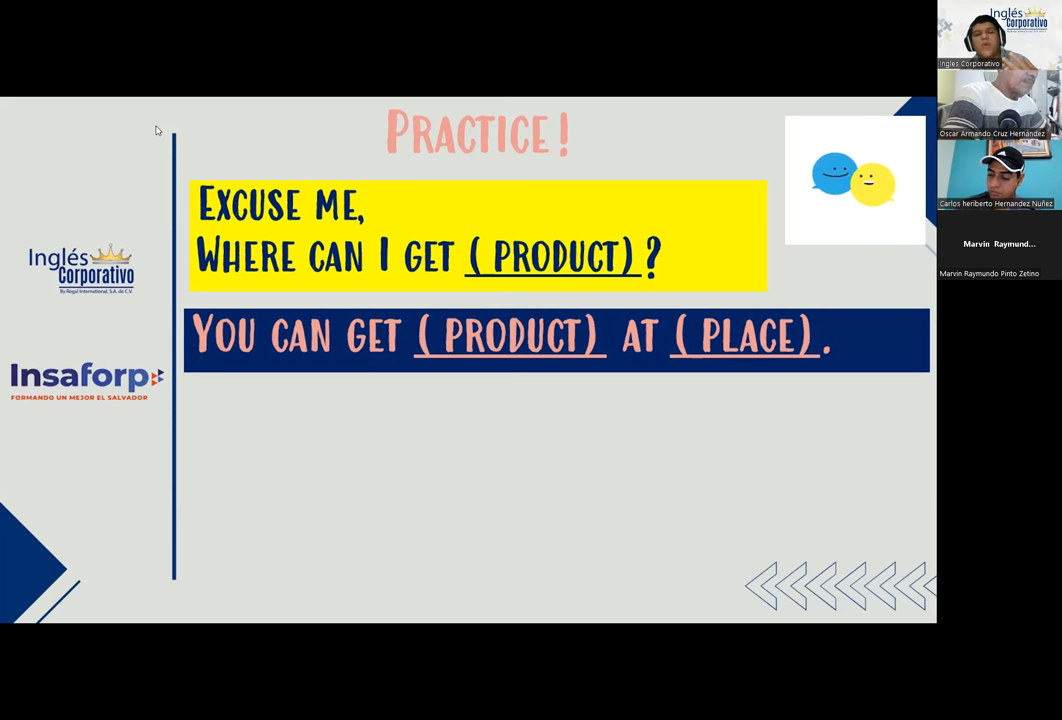 PRACTICE!
EXCUSE ME,
WHERE CAN I GET ( PRODUCT) ?
YOU CAN GET ( PRODUCT) AT ( PLACE) .
Inglés
Corporativo
By Regal International, S.A. de C.V.
Insaforp
FORMANDO UN MEJOR EL SALVADOR
Inglés
Corporativo
Ingles Corporativo
Oscar Armando Cruz Hernández
Carlos heriberto Hernandez Nuñez
Marvin Raymund...
Marvin Raymundo Pinto Zetino